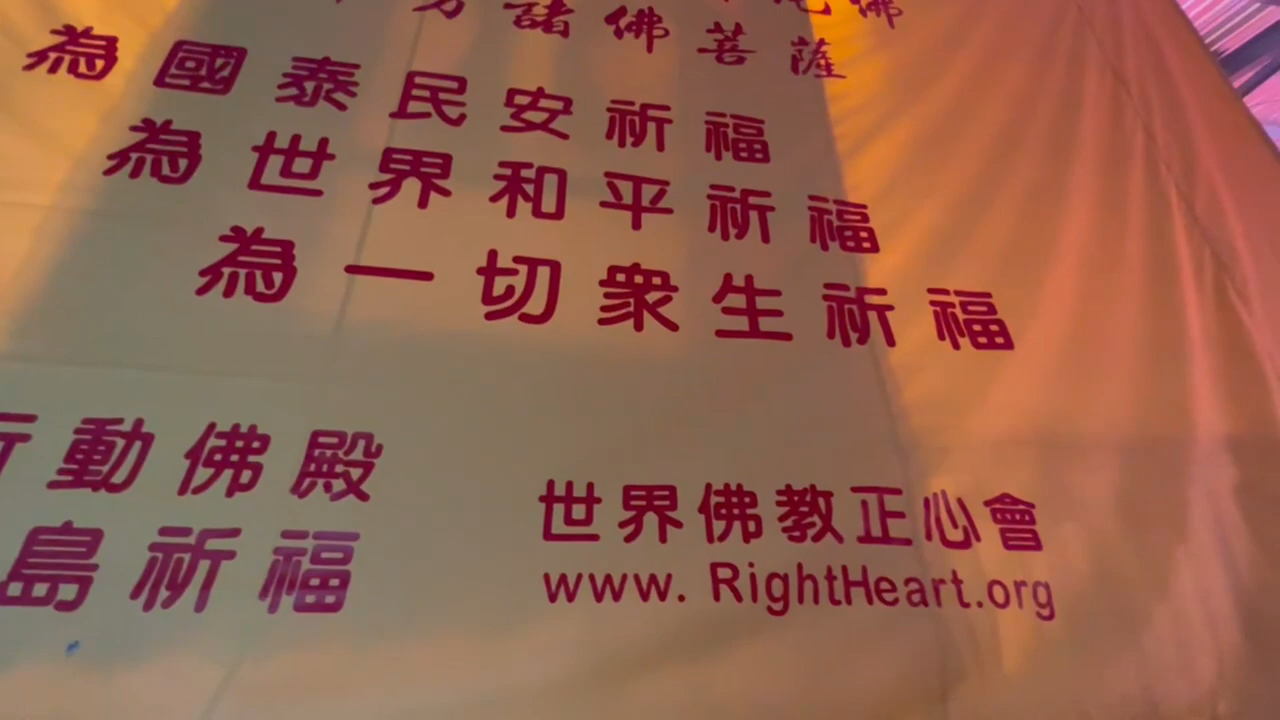 諸佛菩薩
為國泰民安祈福
為世界和平祈福
為一切衆生祈福
行動佛殿
島祈福
世界佛教正心會
www. RightHeart.org